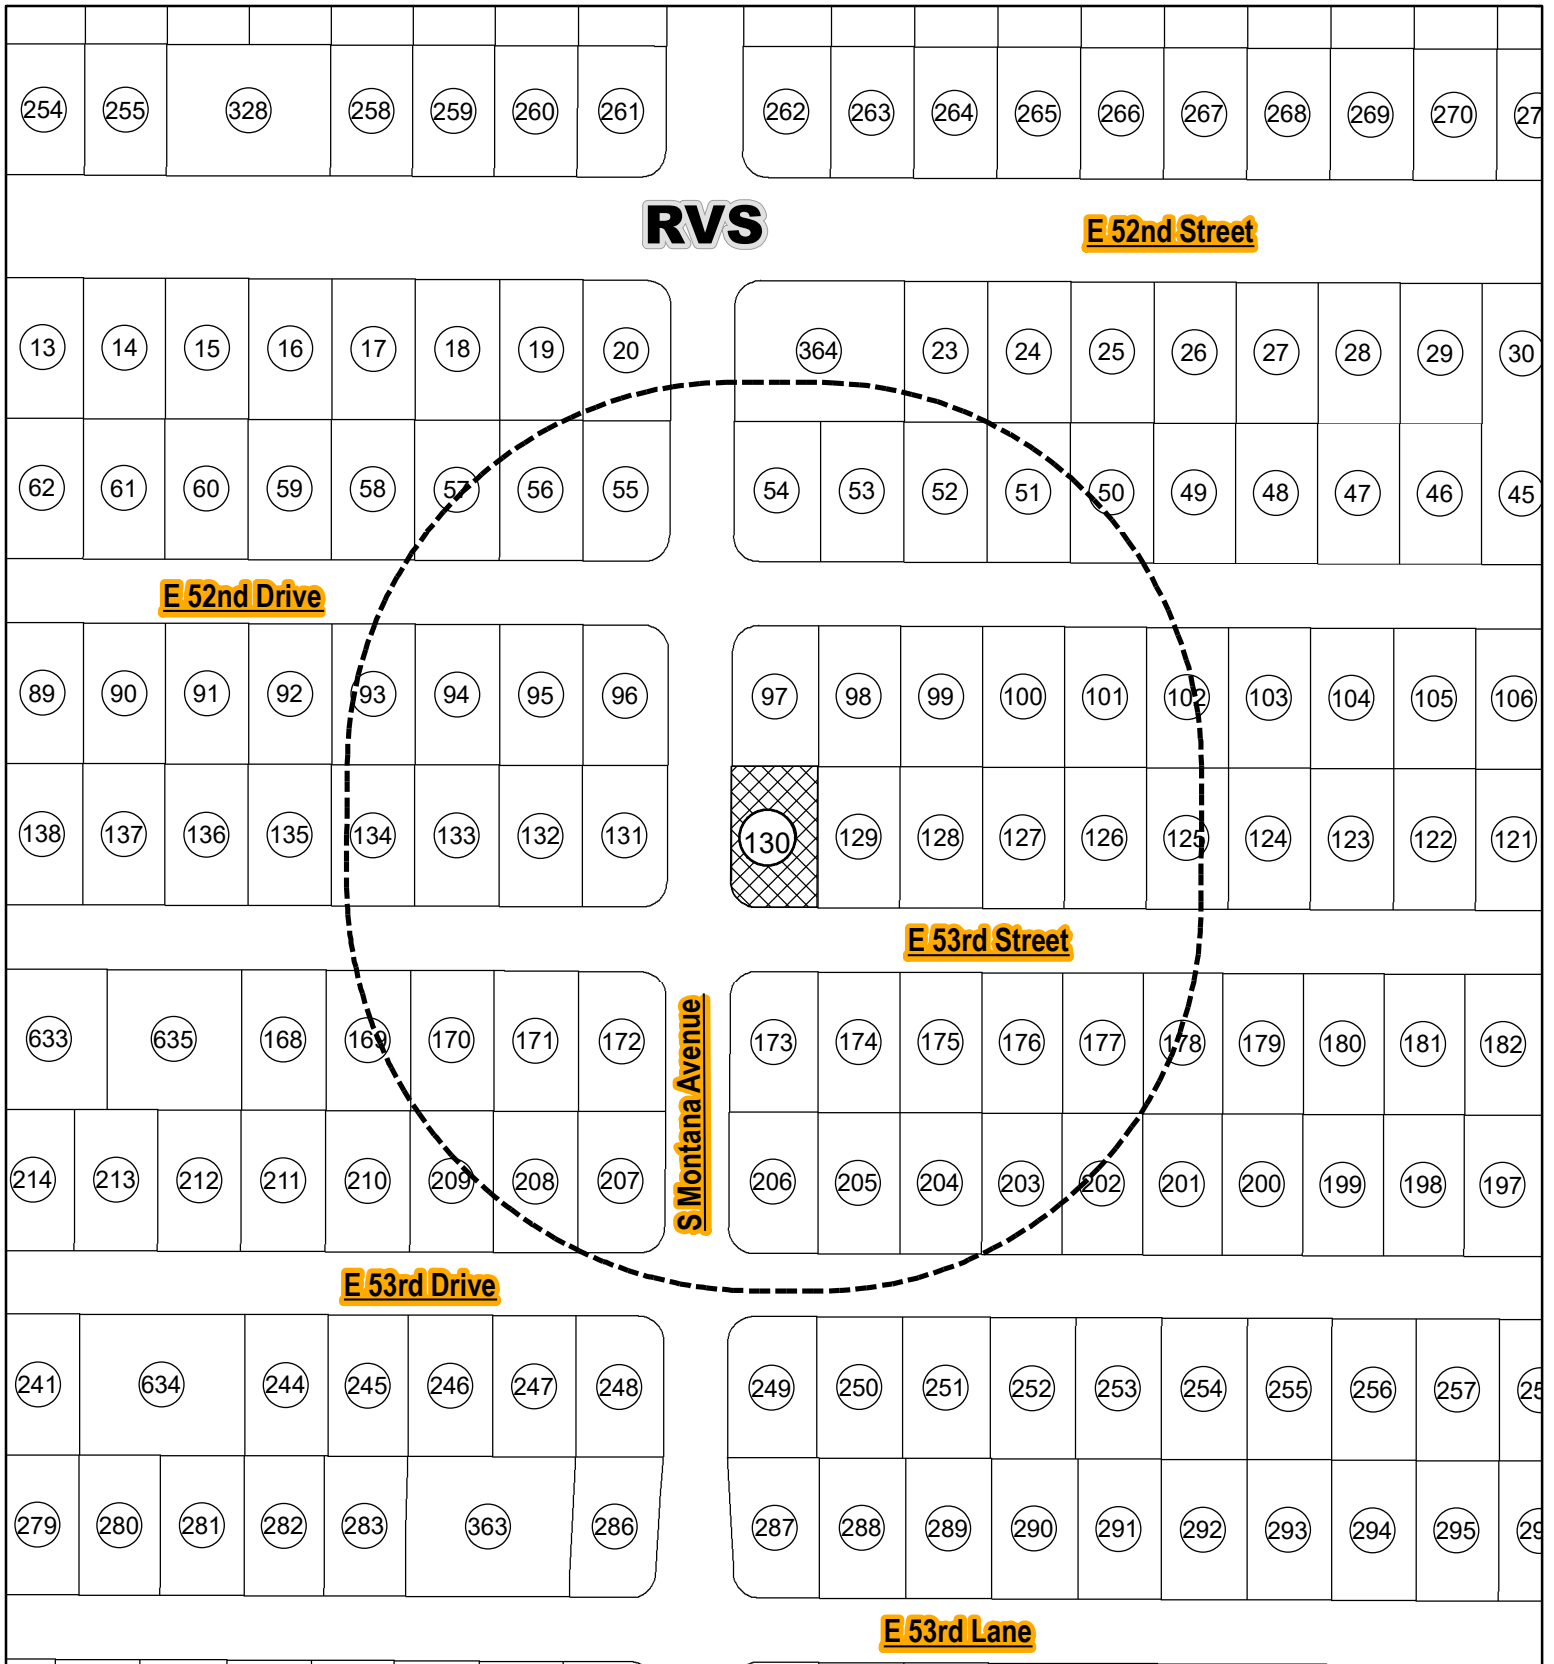 254 255 328 258 259 260 261 262 263 264 265 266 267 268 269 270 27
RVS
E 52nd Street
13 14 15 16 17 18 19 20 364 23 24 25 26 27 28 29 30
62 61 60 59 58 57 56 55 54 53 52 51 50 49 48 47 46 45
E 52nd Drive
89 90 91 92 93 94 95 96 97 98 99 100 101 102 103 104 105 106
138 137 136 135 134 133 132 131 130 129 128 127 126 125 124 123 122 121
E 53rd Street
633 635 168 169 170 171 172 173 174 175 176 177 178 179 180 181 182
S Montana Avenue
214 213 212 211 210 209 208 207 206 205 204 203 202 201 200 199 198 197
E 53rd Drive
241 634 244 245 246 247 248 249 250 251 252 253 254 255 256 257 25
279 280 281 282 283 363 286 287 288 289 290 291 292 293 294 295 29
E 53rd Lane